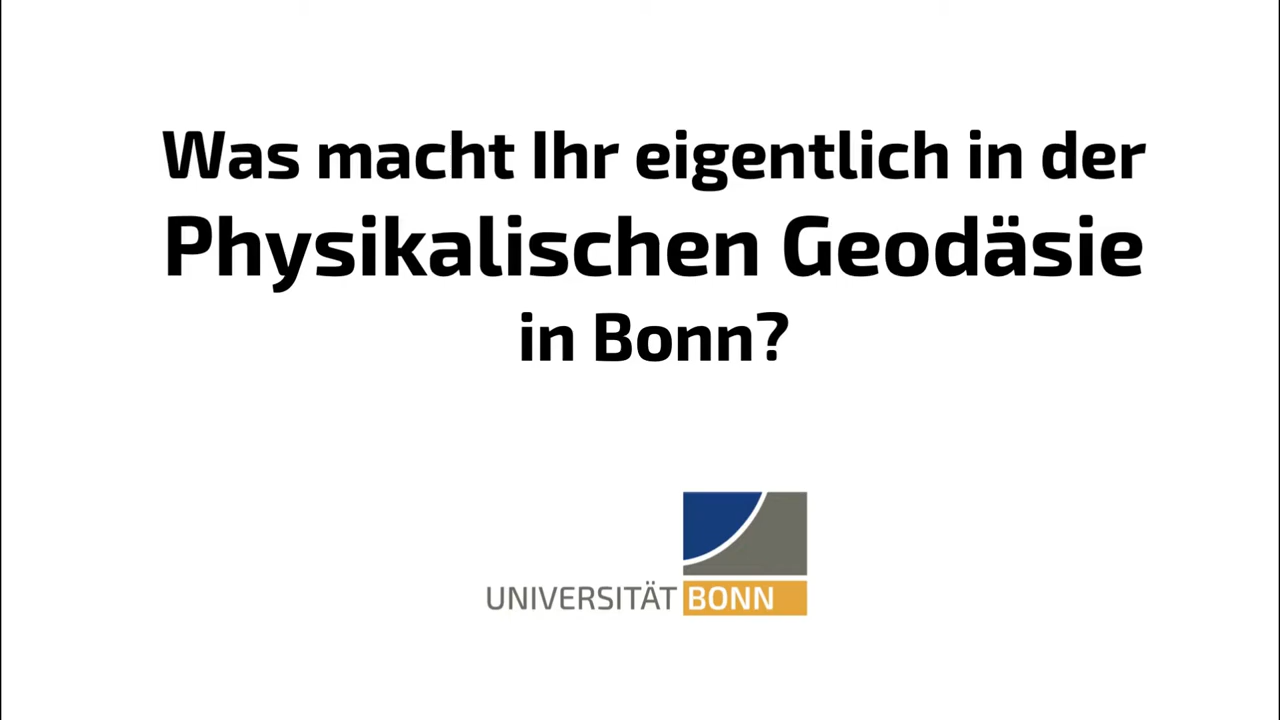 Was macht Ihr eigentlich in der
Physikalischen Geodäsie
in Bonn?
UNIVERSITÄT BONN